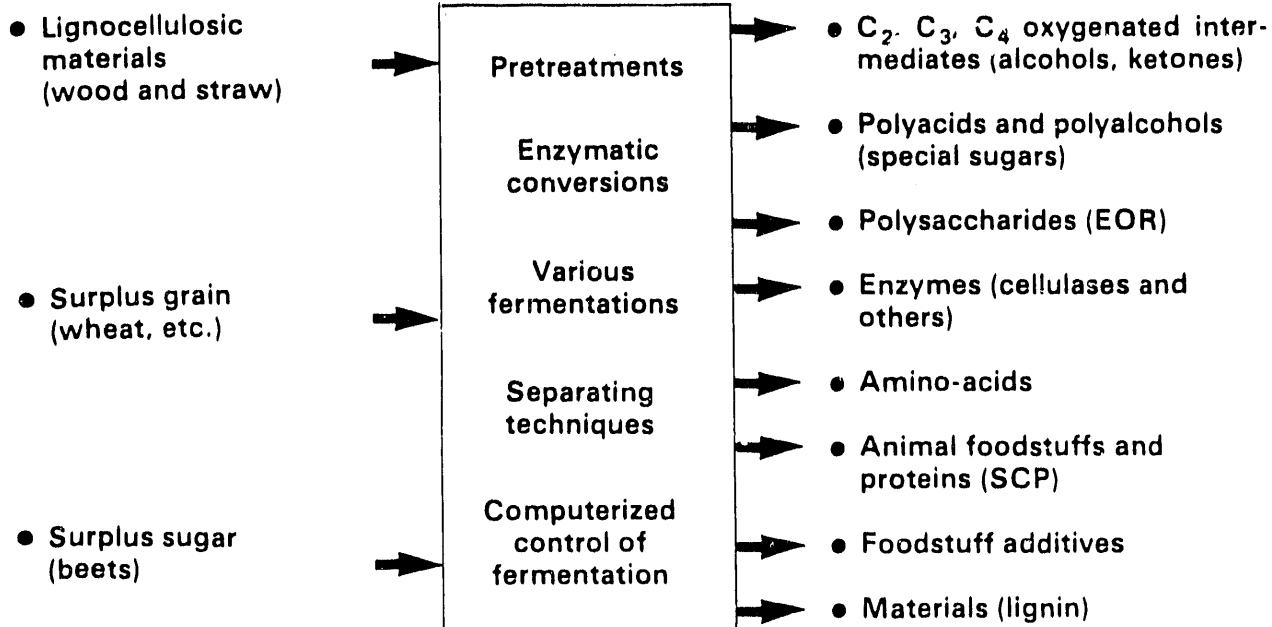 ● Lignocellulosic
materials
(wood and straw)
● Surplus grain
(wheat, etc.)
● Surplus sugar
(beets)
Pretreatments
Enzymatic
conversions
Various
fermentations
Separating
techniques
Computerized
control of
fermentation
● C₂. C₃, C₄ oxygenated inter-
mediates (alcohols, ketones)
● Polyacids and polyalcohols
(special sugars)
● Polysaccharides (EOR)
● Enzymes (cellulases and
others)
● Amino-acids
● Animal foodstuffs and
proteins (SCP)
● Foodstuff additives
● Materials (lignin)